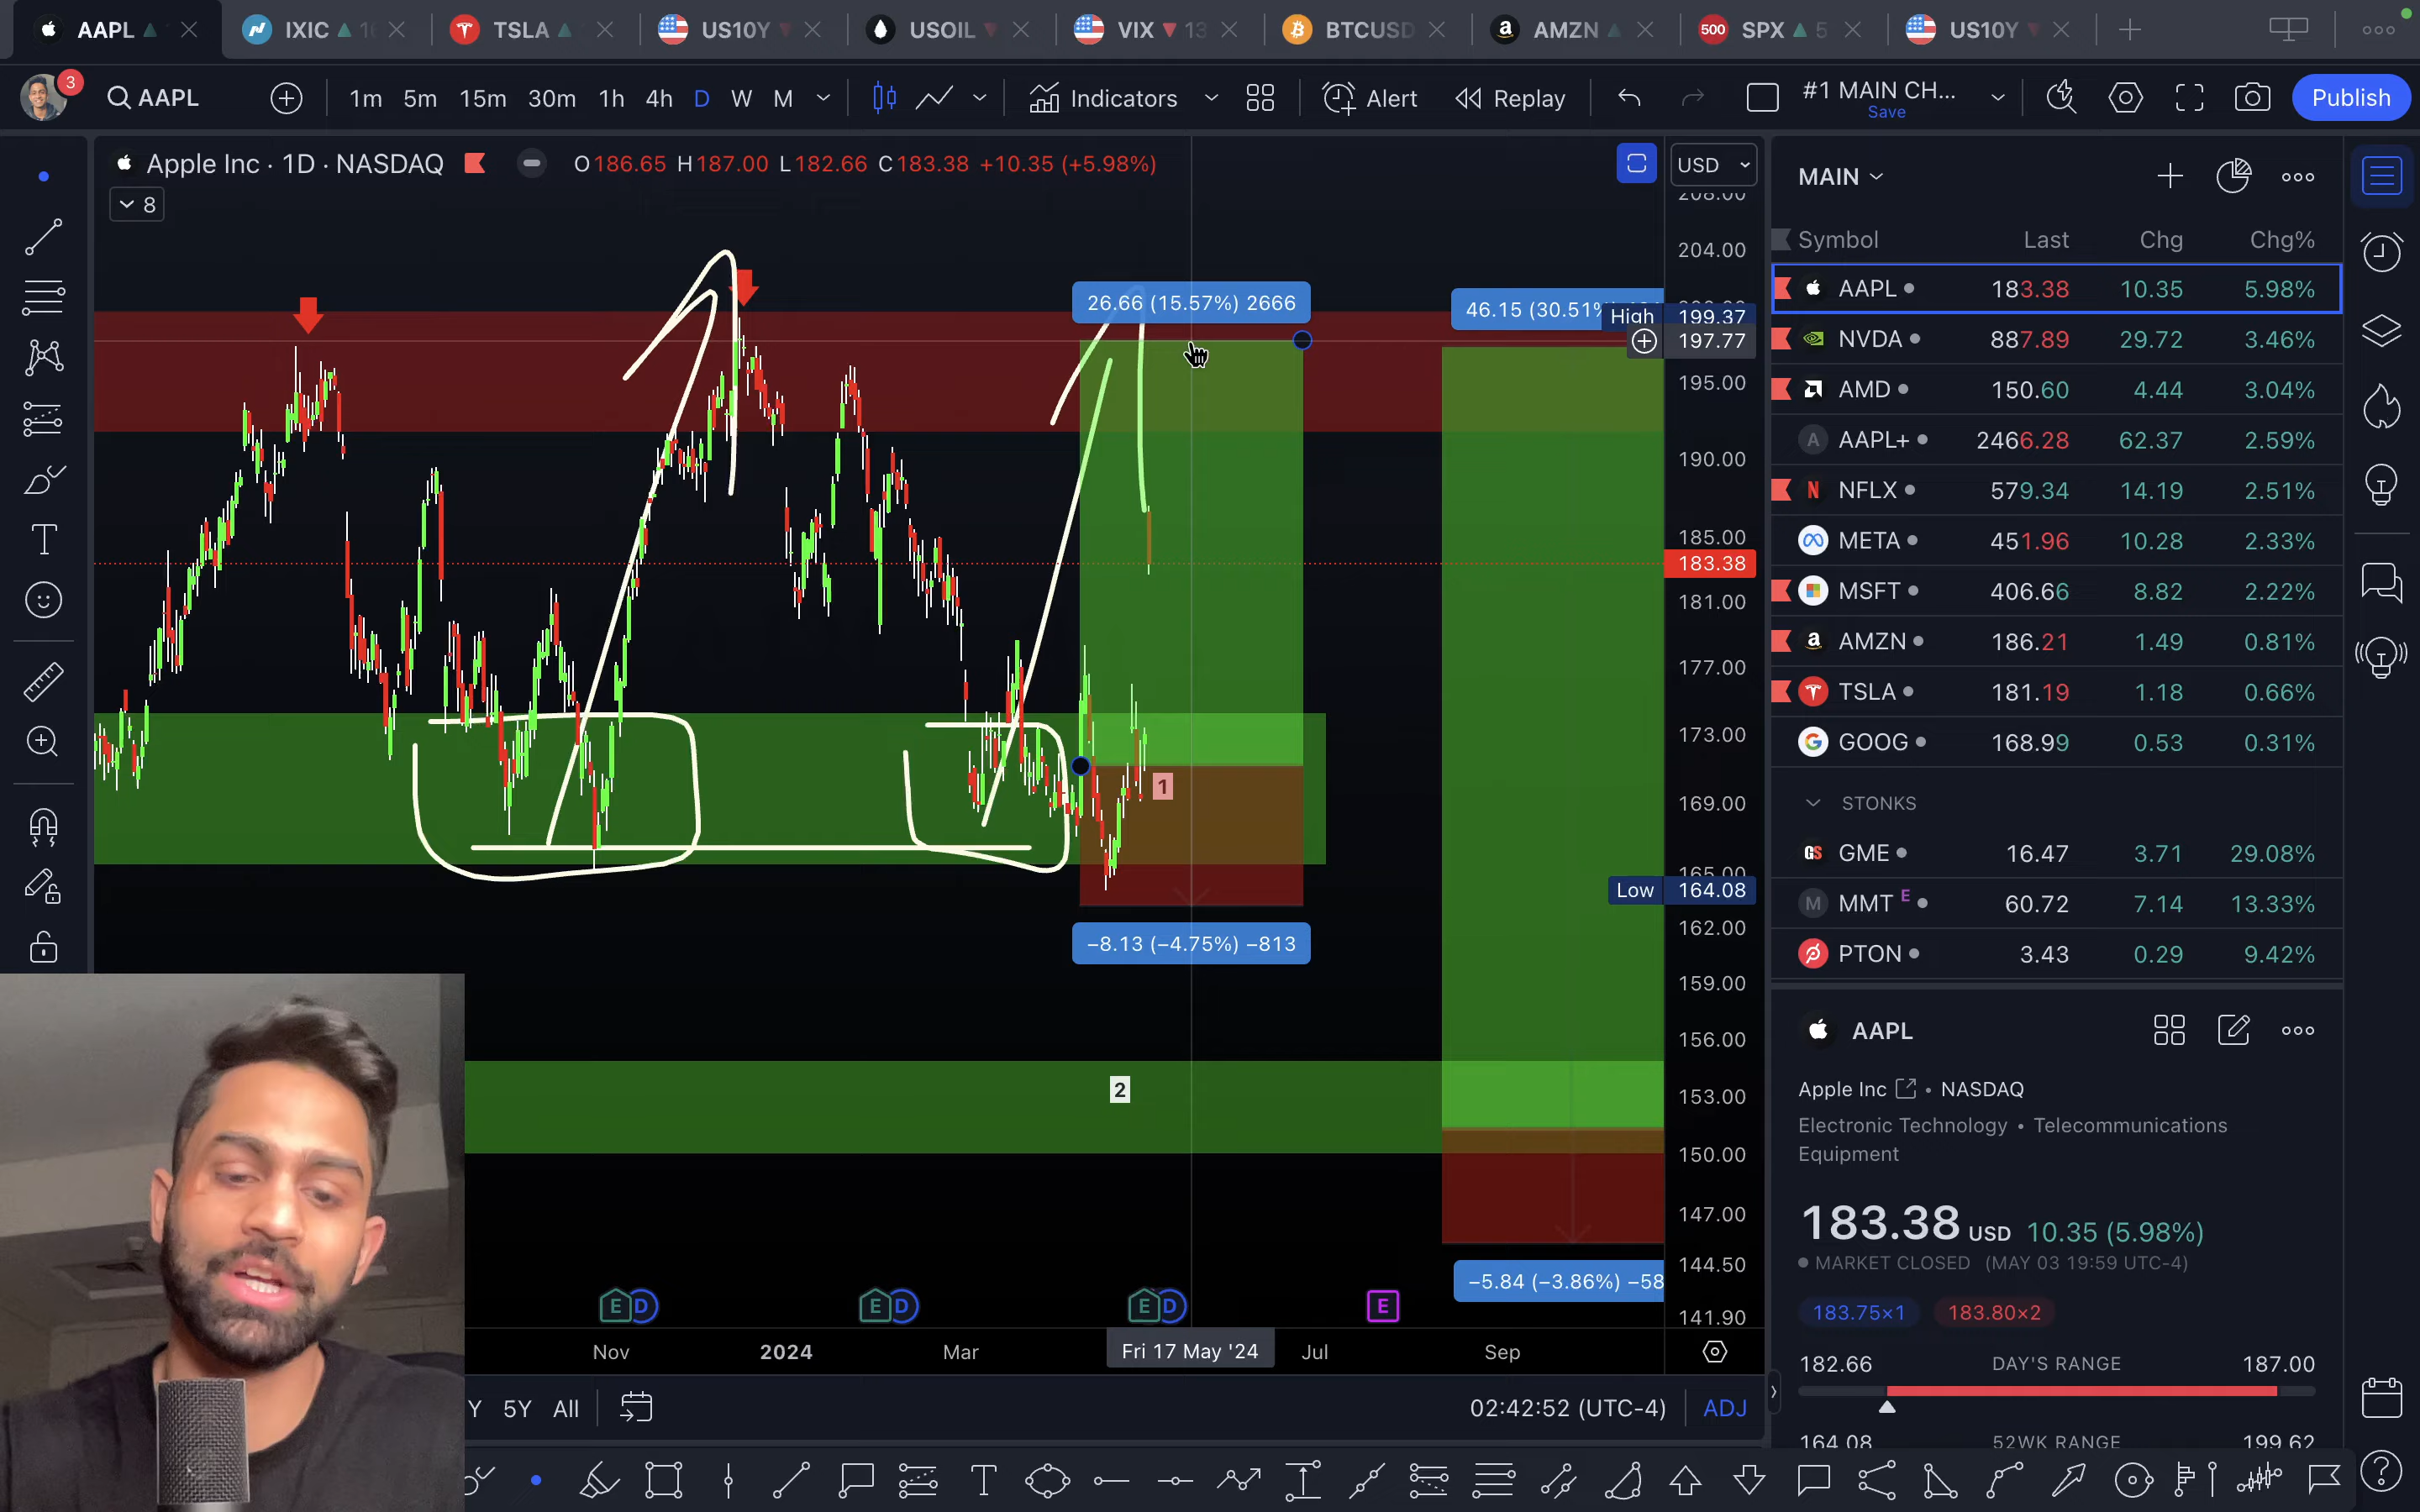 AAPL
IXIC
TSLA
US10Y
USOIL
VIX 13
BTCUSD
AMZN
500 SPX 5
US10Y
3
AAPL
1m 5m 15m 30m 1h 4h D W M
Indicators
Alert
Replay
#1 MAIN CH...
Save
Publish
Apple Inc · 1D · NASDAQ
O186.65 H187.00 L182.66 C183.38 +10.35 (+5.98%)
8
USD
208.00
204.00
High 199.37
197.77
195.00
190.00
185.00
183.38
181.00
177.00
173.00
169.00
165.00
Low 164.08
162.00
159.00
156.00
153.00
150.00
147.00
144.50
141.90
26.66 (15.57%) 2666
46.15 (30.51%)
1
−8.13 (−4.75%) −813
2
−5.84 (−3.86%) −58
E D
E D
E D
E
Nov
2024
Mar
Fri 17 May '24
Jul
Sep
Y 5Y All
02:42:52 (UTC-4)
ADJ
MAIN
Symbol Last Chg Chg%
AAPL 183.38 10.35 5.98%
NVDA 887.89 29.72 3.46%
AMD 150.60 4.44 3.04%
A AAPL+ 2466.28 62.37 2.59%
N NFLX 579.34 14.19 2.51%
META 451.96 10.28 2.33%
MSFT 406.66 8.82 2.22%
a AMZN 186.21 1.49 0.81%
TSLA 181.19 1.18 0.66%
G GOOG 168.99 0.53 0.31%
STONKS
GS GME 16.47 3.71 29.08%
M MMT E 60.72 7.14 13.33%
PTON 3.43 0.29 9.42%
AAPL
Apple Inc • NASDAQ
Electronic Technology • Telecommunications
Equipment
183.38 USD 10.35 (5.98%)
MARKET CLOSED (MAY 03 19:59 UTC-4)
183.75×1 183.80×2
182.66 DAY'S RANGE 187.00
164.08 52WK RANGE 199.62